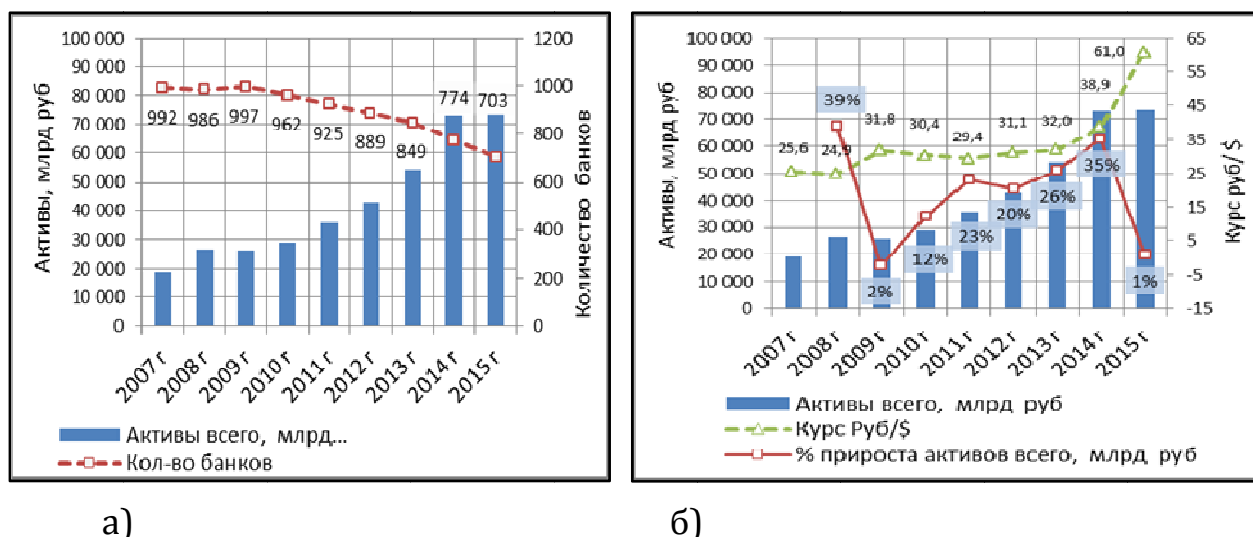 Активы, млрд руб
100 000
90 000
80 000
70 000
60 000
50 000
40 000
30 000
20 000
10 000
0
992
986
997
962
925
889
849
774
703
1200
1000
800
600
400
200
0
Количество банков
2007 г
2008 г
2009 г
2010 г
2011 г
2012 г
2013 г
2014 г
2015 г
Активы всего, млрд...
Кол-во банков
а)
Активы, млрд руб
100 000
90 000
80 000
70 000
60 000
50 000
40 000
30 000
20 000
10 000
0
25,6
24,9
31,8
30,4
29,4
31,1
32,0
38,9
61,0
39%
2%
12%
23%
20%
26%
35%
1%
65
55
45
35
25
15
5
-5
-15
Курс руб/ $
2007 г
2008 г
2009 г
2010 г
2011 г
2012 г
2013 г
2014 г
2015 г
Активы всего, млрд руб
Курс Руб/$
% прироста активов всего, млрд руб
б)